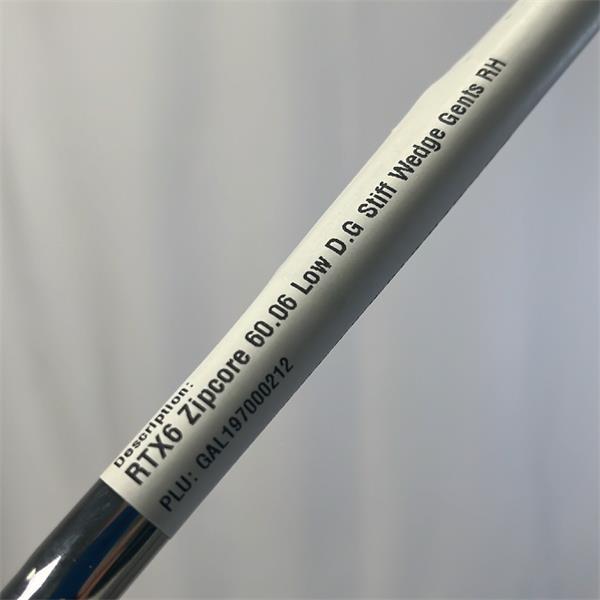 Description:
RTX6 Zipcore 60.06 Low D.G Stiff Wedge Gents RH
PLU: GAL197000212